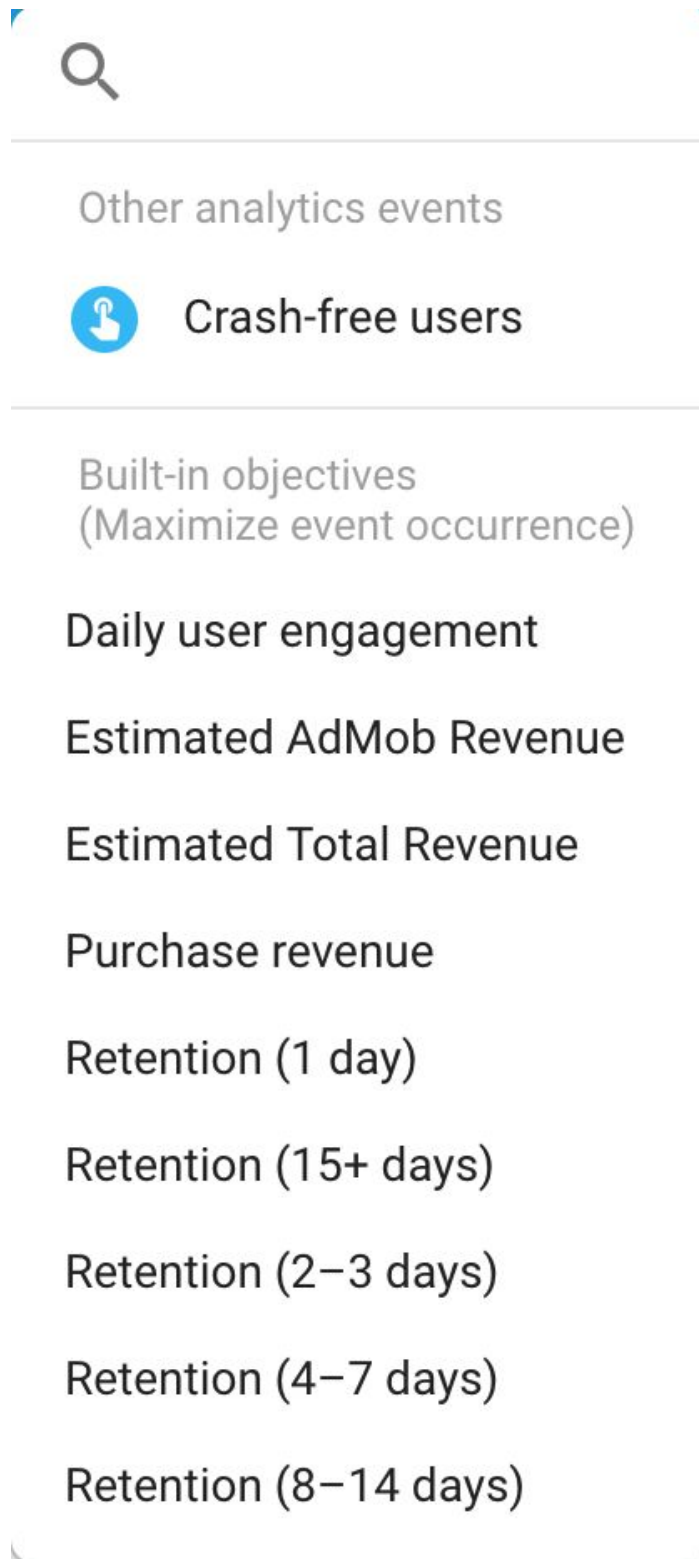 Other analytics events
Crash-free users
Built-in objectives
(Maximize event occurrence)
Daily user engagement
Estimated AdMob Revenue
Estimated Total Revenue
Purchase revenue
Retention (1 day)
Retention (15+ days)
Retention (2–3 days)
Retention (4–7 days)
Retention (8–14 days)